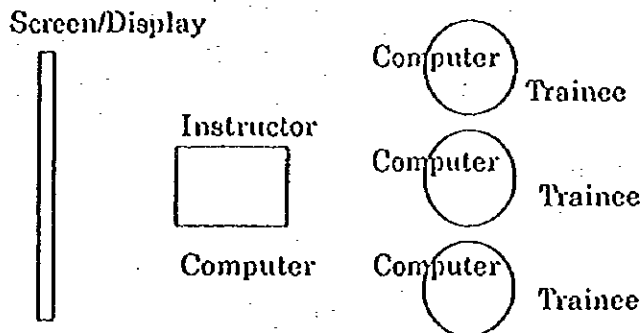 Screen/Display
Computer
Trainee
Instructor
Computer
Trainee
Computer
Computer
Trainee